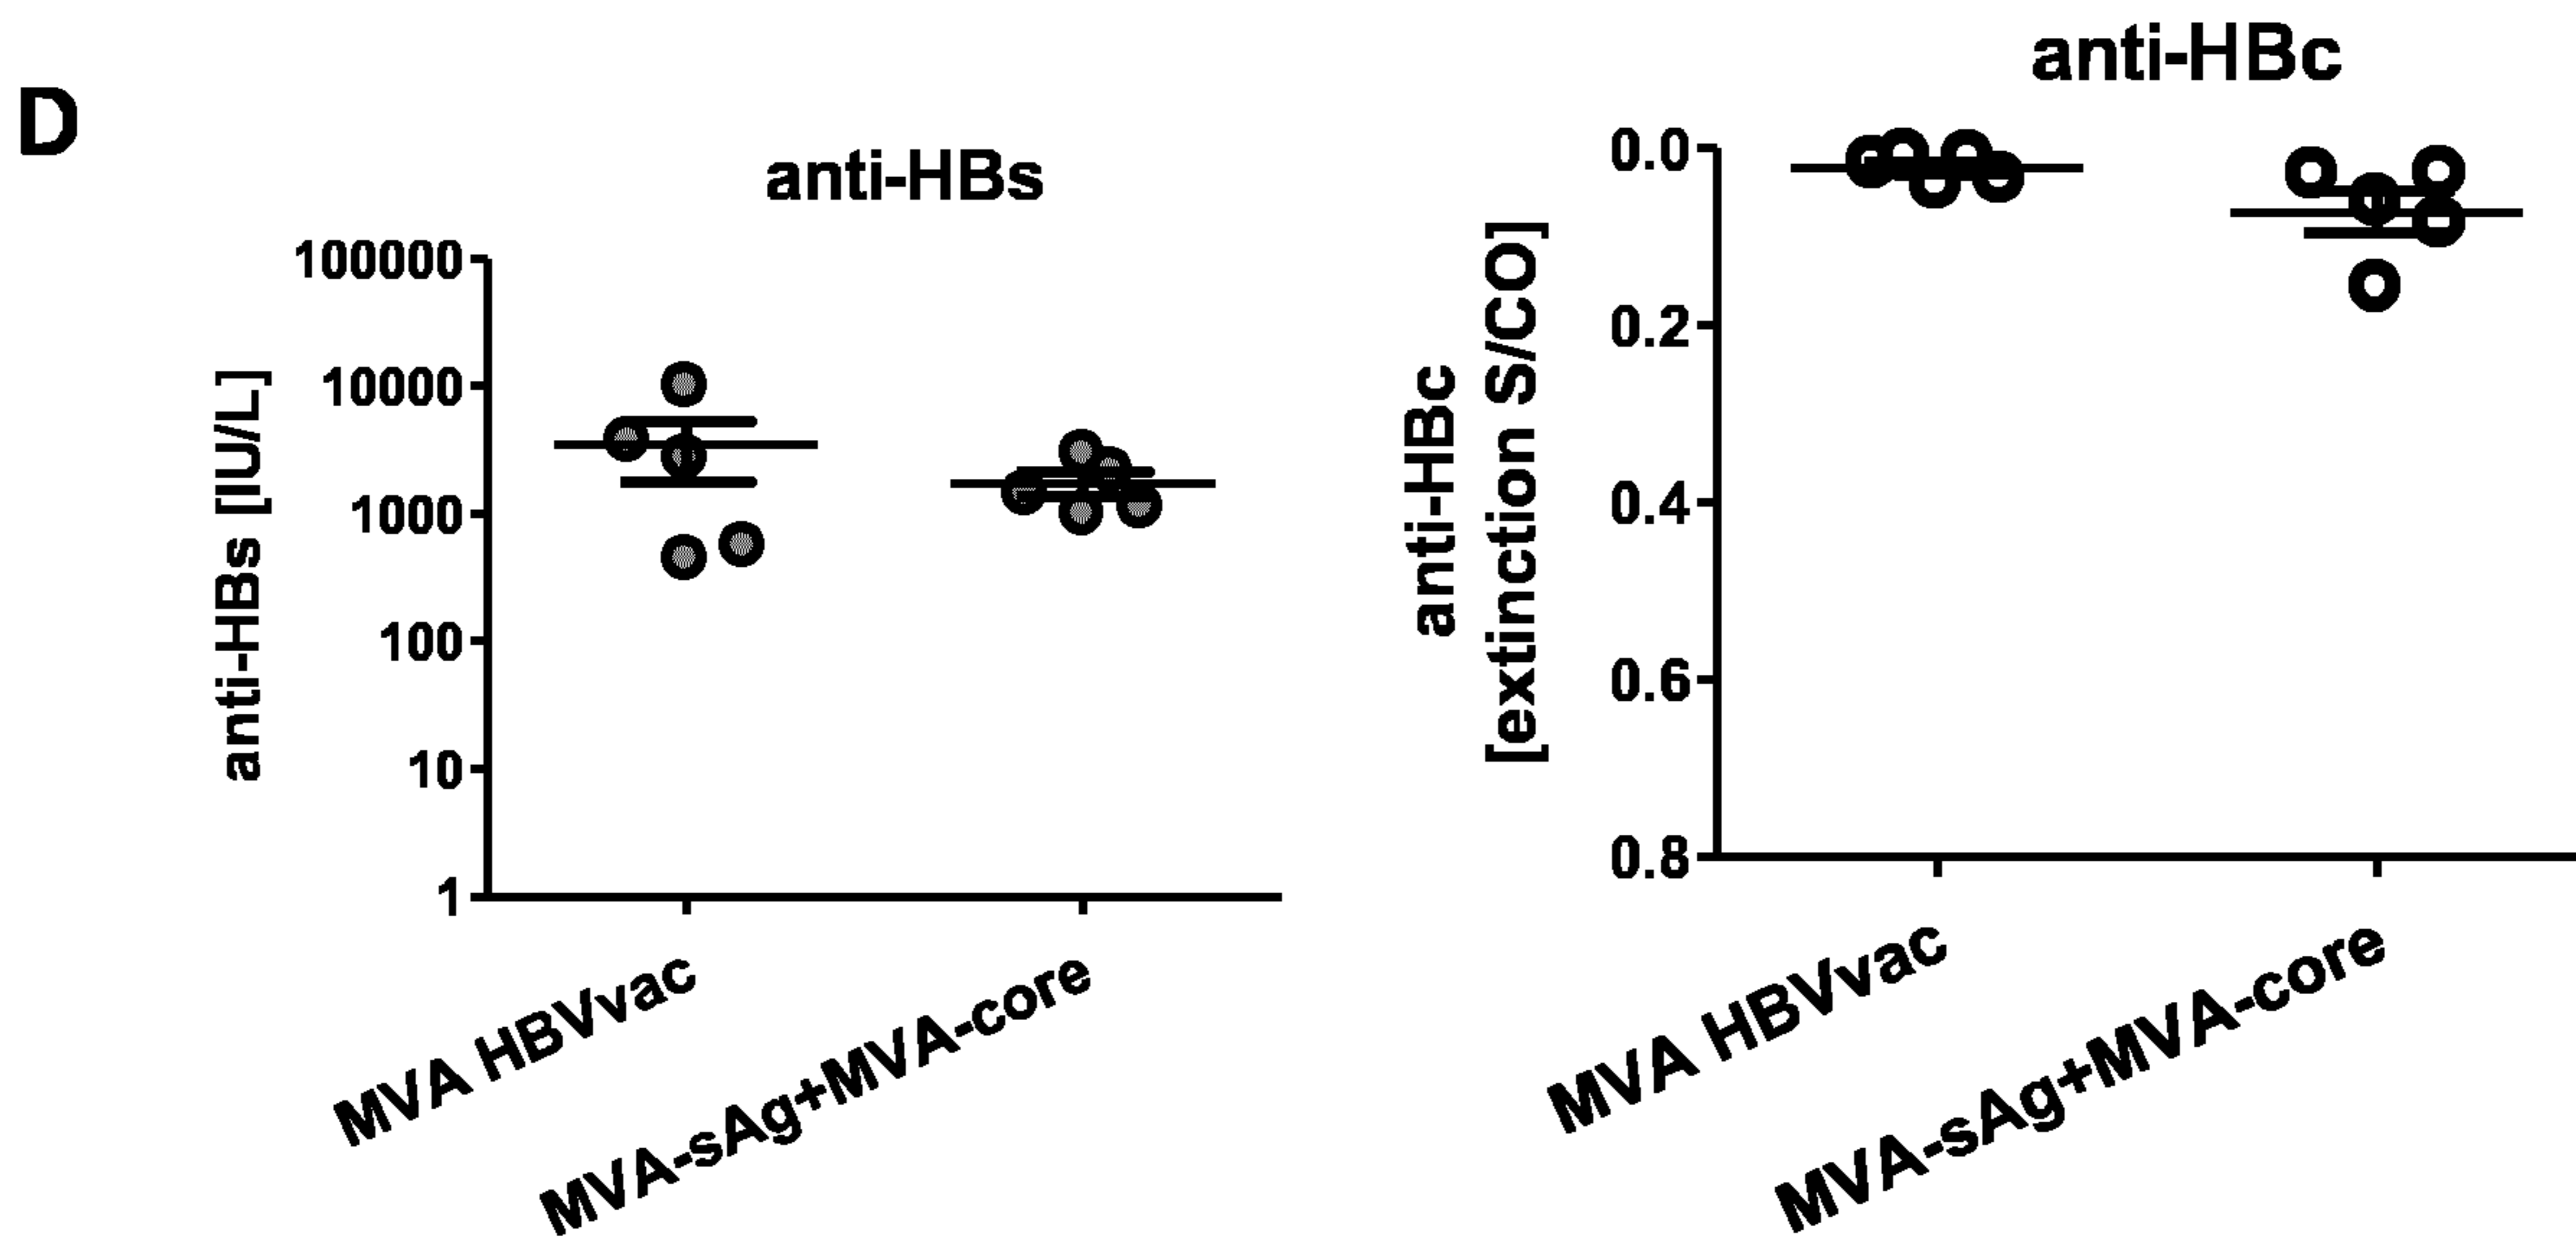 D
anti-HBs
anti-HBs [IU/L]
100000
10000
1000
100
10
1
MVA HBVvac
MVA-sAg+MVA-core
anti-HBc
anti-HBc
[extinction S/CO]
0.0
0.2
0.4
0.6
0.8
MVA HBVvac
MVA-sAg+MVA-core